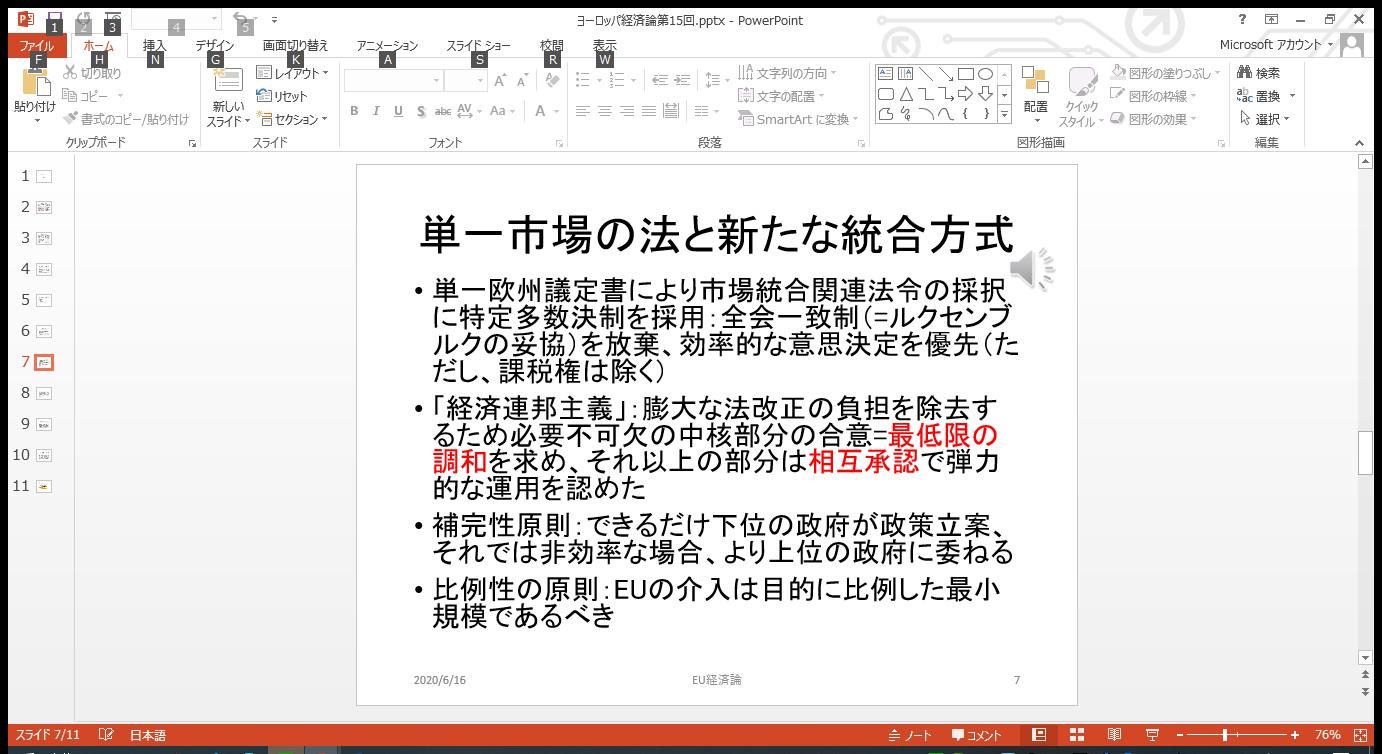 ヨーロッパ経済論第15回.pptx - PowerPoint
1
2
3
4
5
ファイル
ホーム
挿入
デザイン
画面切り替え
アニメーション
スライド ショー
校閲
表示
Microsoft アカウント
F
H
N
G
K
A
S
R
W
貼り付け
切り取り
コピー
書式のコピー/貼り付け
クリップボード
新しい
スライド
レイアウト
リセット
セクション
スライド
B I U S abc AV Aa A
フォント
文字列の方向
文字の配置
SmartArt に変換
段落
配置
クイック
スタイル
図形の塗りつぶし
図形の枠線
図形の効果
図形描画
検索
置換
選択
編集
1
2
3
4
5
6
7
8
9
10
11
単一市場の法と新たな統合方式
• 単一欧州議定書により市場統合関連法令の採択
に特定多数決制を採用：全会一致制（=ルクセンブ
ルクの妥協）を放棄、効率的な意思決定を優先（た
だし、課税権は除く）
• 「経済連邦主義」：膨大な法改正の負担を除去す
るため必要不可欠の中核部分の合意=最低限の
調和を求め、それ以上の部分は相互承認で弾力
的な運用を認めた
• 補完性原則：できるだけ下位の政府が政策立案、
それでは非効率な場合、より上位の政府に委ねる
• 比例性の原則：EUの介入は目的に比例した最小
規模であるべき
2020/6/16
EU経済論
7
スライド 7/11
日本語
ノート
コメント
76%